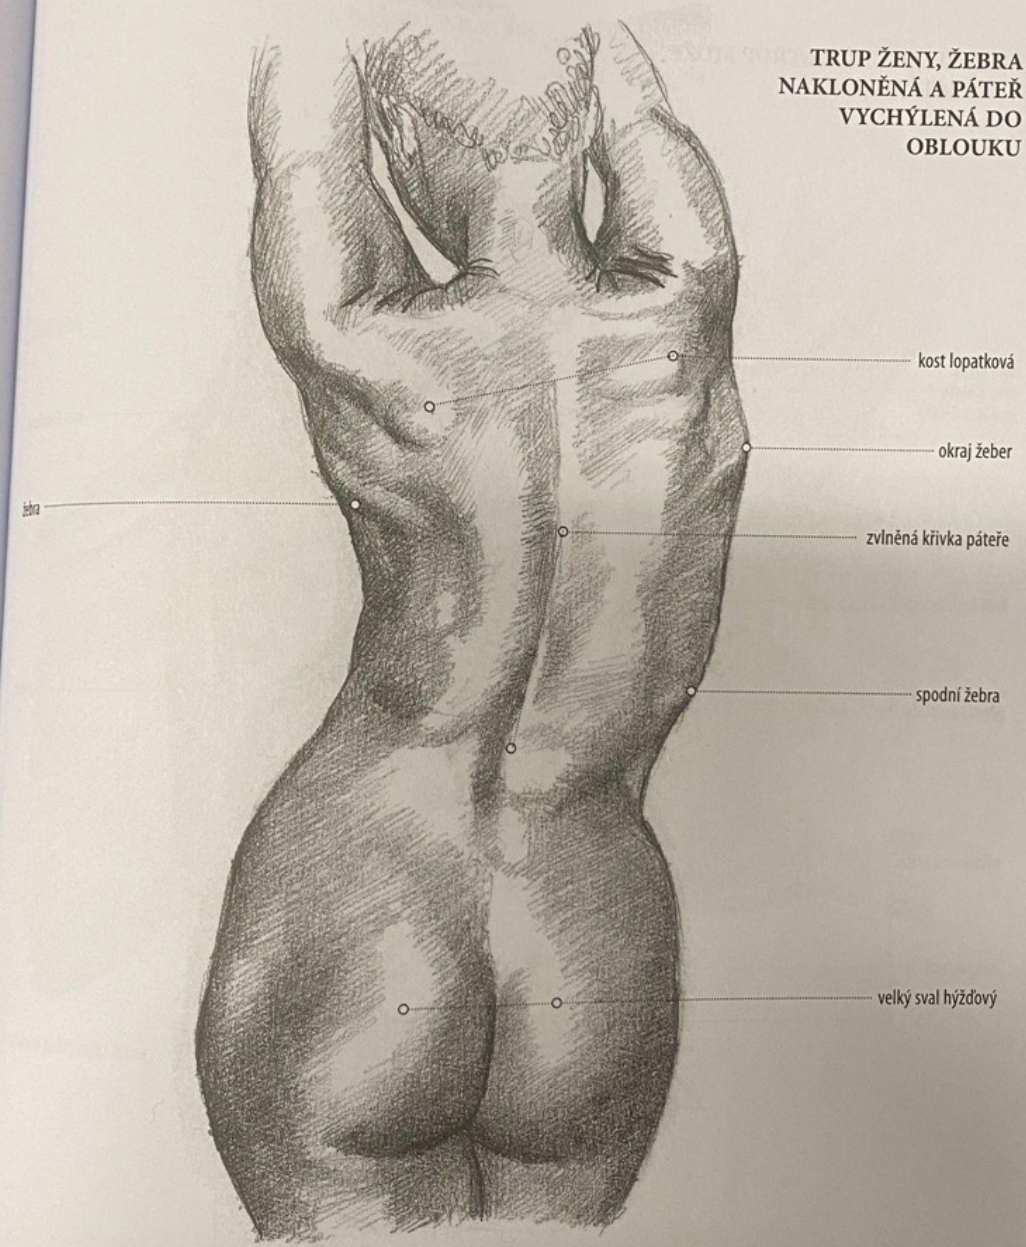 TRUP ŽENY, ŽEBRA
NAKLONĚNÁ A PÁTEŘ
VYCHÝLENÁ DO
OBLOUKU
kost lopatková
okraj žeber
žebra
zvlněná křivka páteře
spodní žebra
velký sval hýžďový